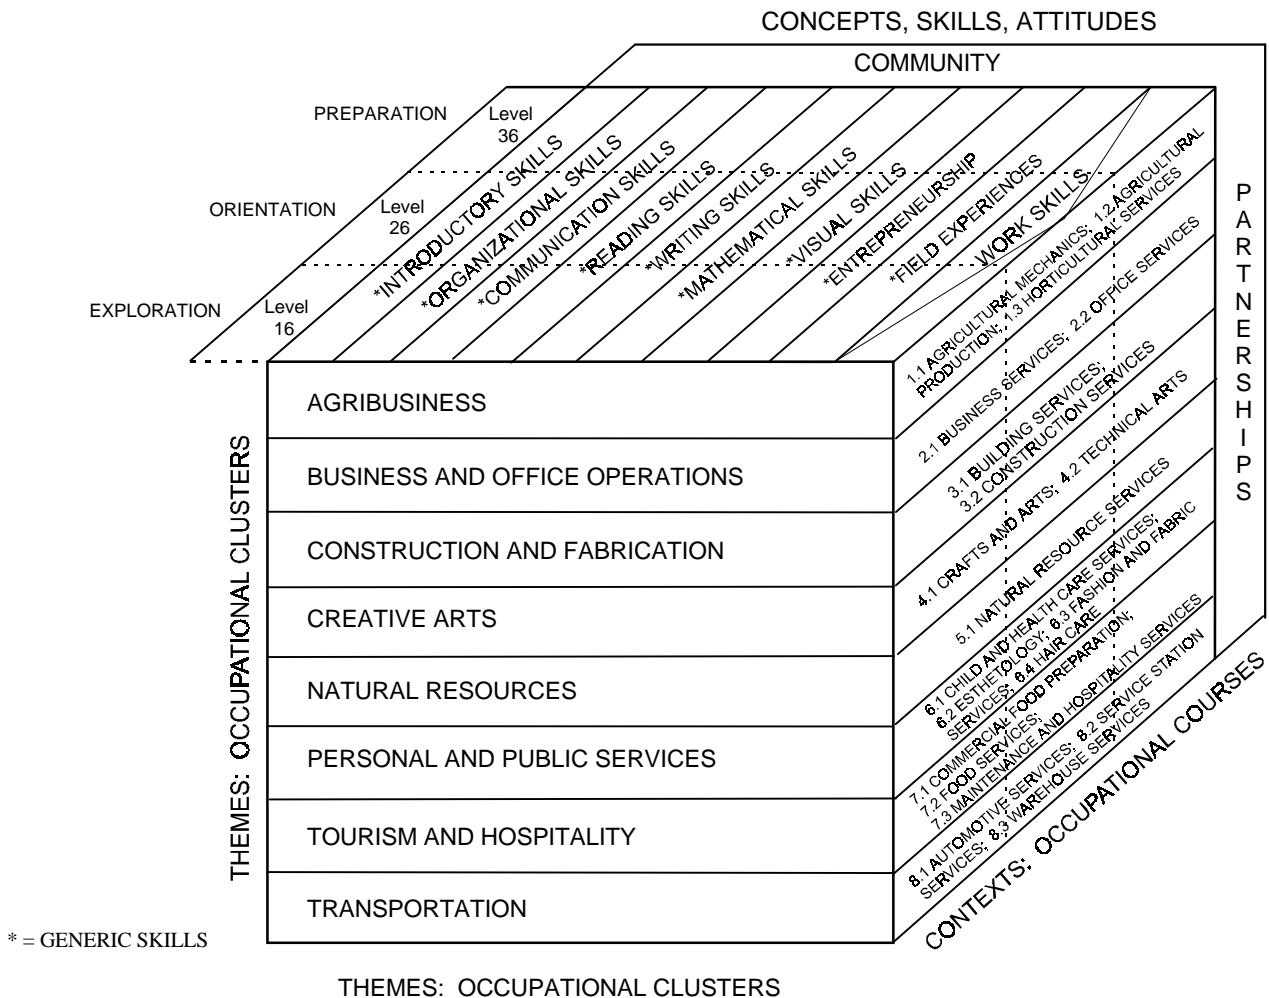 CONCEPTS, SKILLS, ATTITUDES
COMMUNITY
PREPARATION
Level
36
ORIENTATION
Level
26
EXPLORATION
Level
16
*INTRODUCTORY SKILLS
*ORGANIZATIONAL SKILLS
*COMMUNICATION SKILLS
*READING SKILLS
*WRITING SKILLS
*MATHEMATICAL SKILLS
*VISUAL SKILLS
*ENTREPRENEURSHIP
*FIELD EXPERIENCES
WORK SKILLS
PARTNERSHIPS
THEMES: OCCUPATIONAL CLUSTERS
AGRIBUSINESS
BUSINESS AND OFFICE OPERATIONS
CONSTRUCTION AND FABRICATION
CREATIVE ARTS
NATURAL RESOURCES
PERSONAL AND PUBLIC SERVICES
TOURISM AND HOSPITALITY
TRANSPORTATION
1.1 AGRICULTURAL MECHANICS; 1.2 AGRICULTURAL
PRODUCTION; 1.3 HORTICULTURAL SERVICES
2.1 BUSINESS SERVICES; 2.2 OFFICE SERVICES
3.1 BUILDING SERVICES;
3.2 CONSTRUCTION SERVICES
4.1 CRAFTS AND ARTS; 4.2 TECHNICAL ARTS
5.1 NATURAL RESOURCE SERVICES
6.1 CHILD AND HEALTH CARE SERVICES;
6.2 ESTHETOLOGY; 6.3 FASHION AND FABRIC
SERVICES; 6.4 HAIR CARE
7.1 COMMERCIAL FOOD PREPARATION;
7.2 FOOD SERVICES;
7.3 MAINTENANCE AND HOSPITALITY SERVICES
8.1 AUTOMOTIVE SERVICES; 8.2 SERVICE STATION
SERVICES; 8.3 WAREHOUSE SERVICES
CONTEXTS: OCCUPATIONAL COURSES
* = GENERIC SKILLS
THEMES: OCCUPATIONAL CLUSTERS